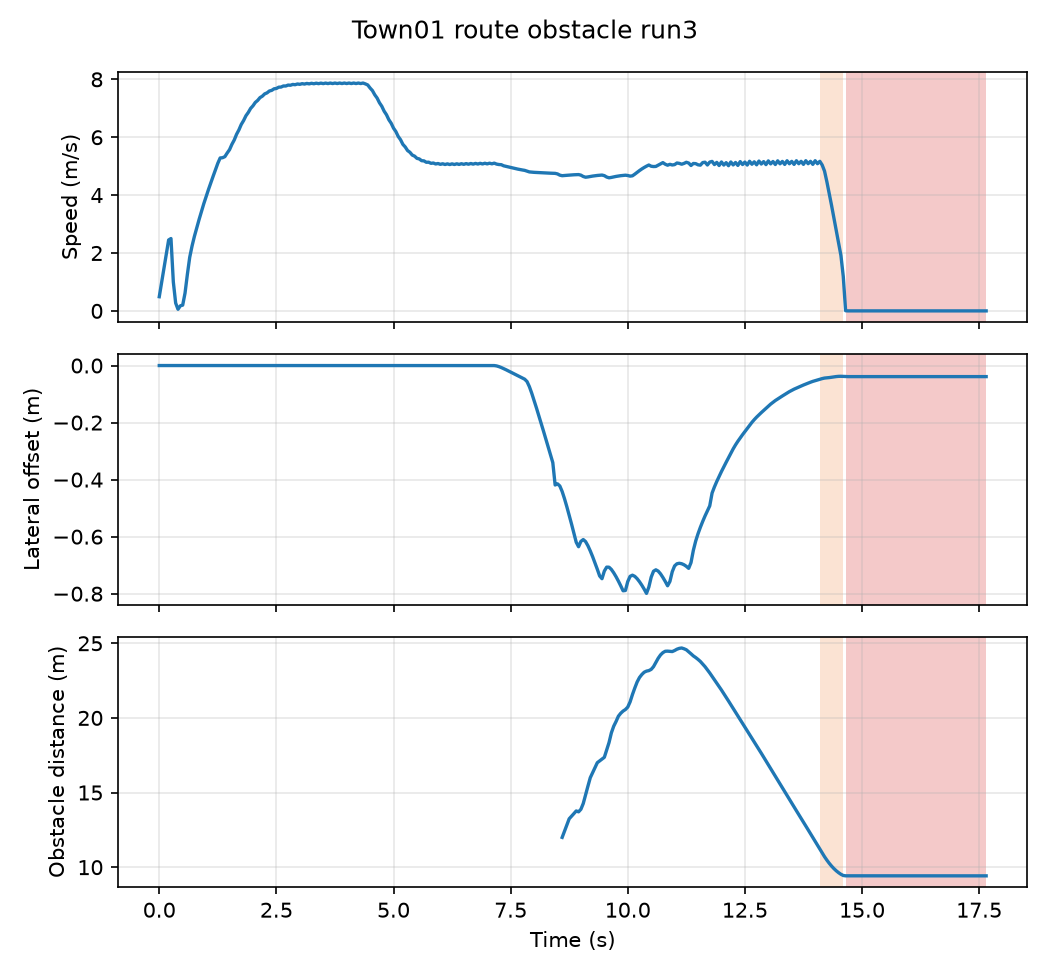 Town01 route obstacle run3
8
6
4
2
0
Speed (m/s)
0.0
−0.2
−0.4
−0.6
−0.8
Lateral offset (m)
25
20
15
10
Obstacle distance (m)
0.0 2.5 5.0 7.5 10.0 12.5 15.0 17.5
Time (s)